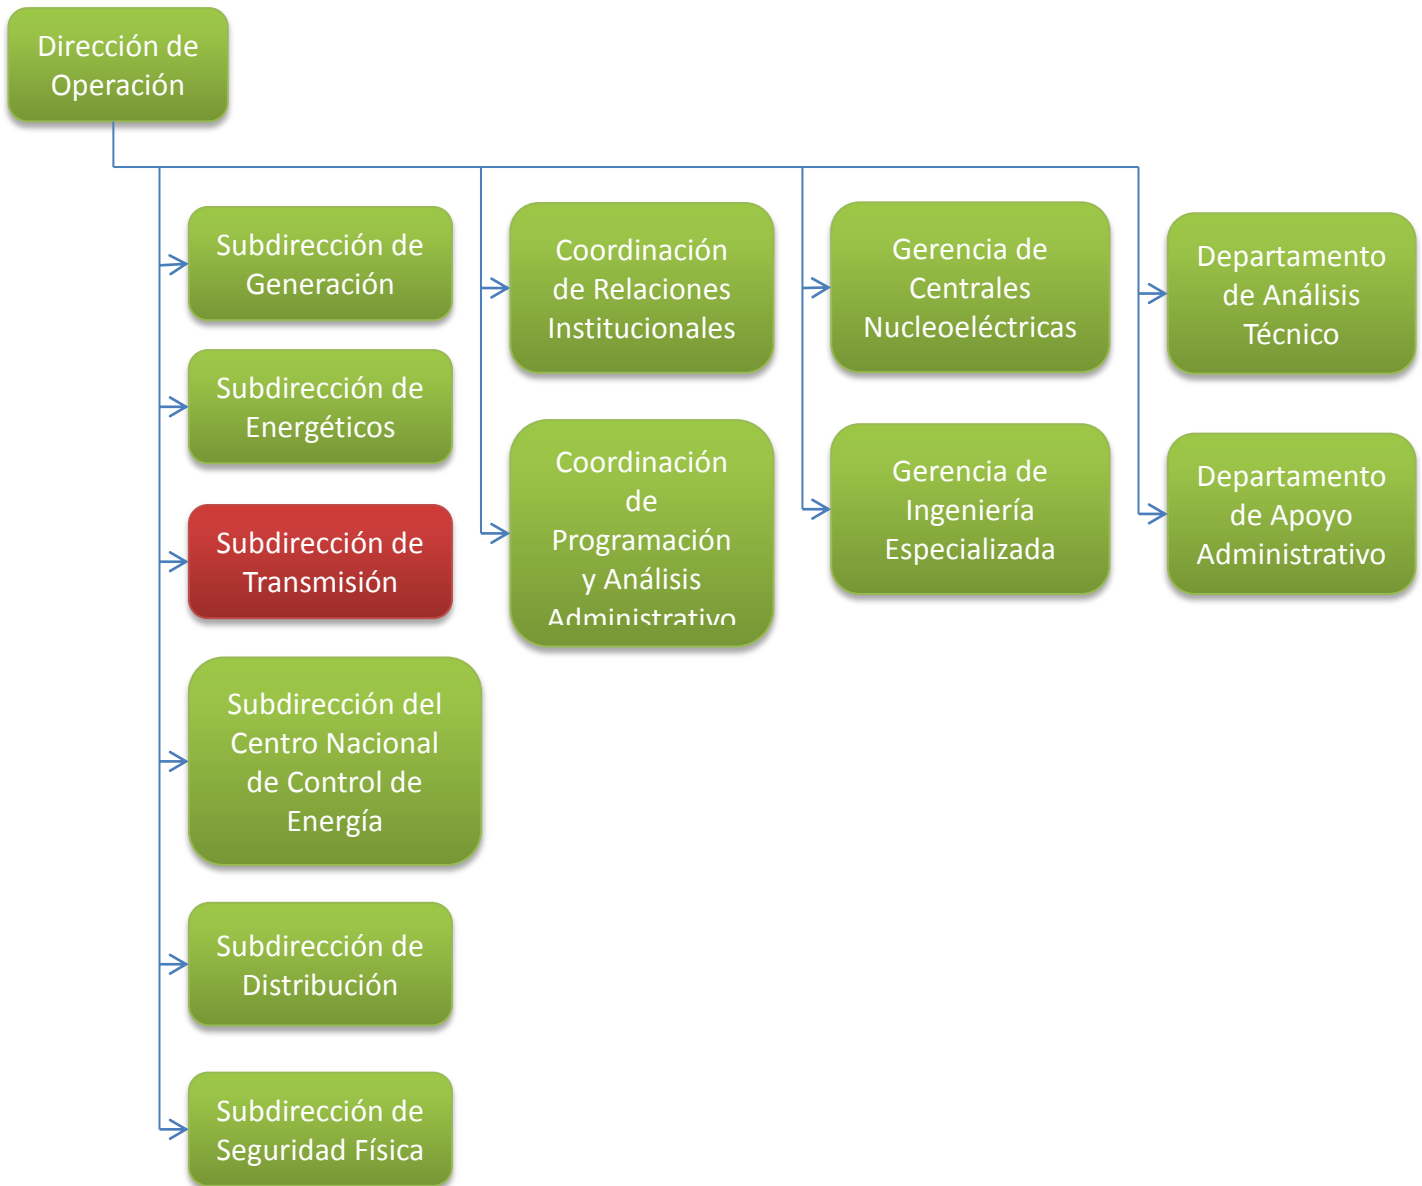 Dirección de
Operación
Subdirección de
Generación
Subdirección de
Energéticos
Subdirección de
Transmisión
Subdirección del
Centro Nacional
de Control de
Energía
Subdirección de
Distribución
Subdirección de
Seguridad Física
Coordinación
de Relaciones
Institucionales
Coordinación
de
Programación
y Análisis
Administrativo
Gerencia de
Centrales
Nucleoeléctricas
Gerencia de
Ingeniería
Especializada
Departamento
de Análisis
Técnico
Departamento
de Apoyo
Administrativo